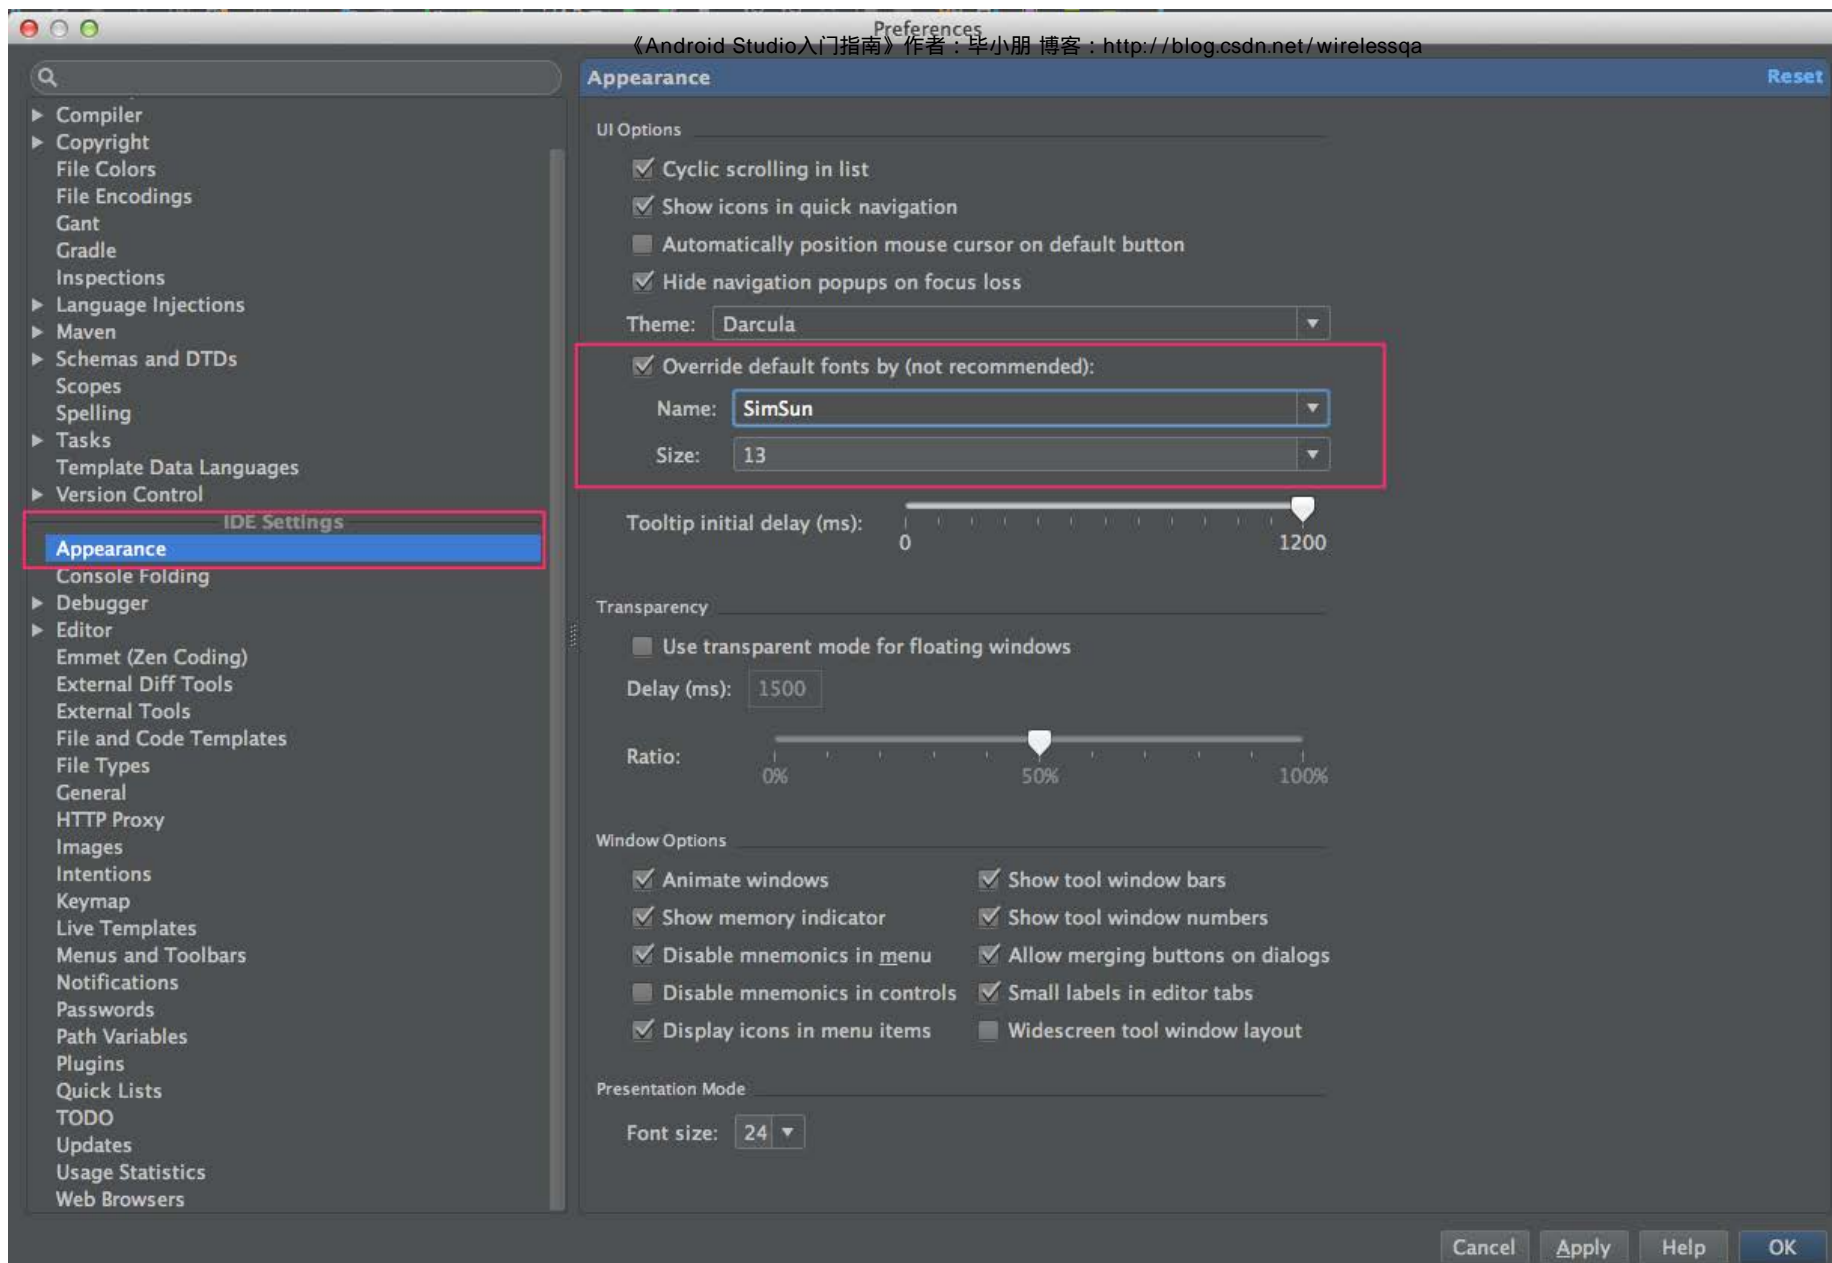 Preferences
《Android Studio入门指南》作者：毕小朋 博客：http://blog.csdn.net/wirelessqa
Compiler
Copyright
File Colors
File Encodings
Gant
Gradle
Inspections
Language Injections
Maven
Schemas and DTDs
Scopes
Spelling
Tasks
Template Data Languages
Version Control
IDE Settings
Appearance
Console Folding
Debugger
Editor
Emmet (Zen Coding)
External Diff Tools
External Tools
File and Code Templates
File Types
General
HTTP Proxy
Images
Intentions
Keymap
Live Templates
Menus and Toolbars
Notifications
Passwords
Path Variables
Plugins
Quick Lists
TODO
Updates
Usage Statistics
Web Browsers
Appearance Reset
UI Options
Cyclic scrolling in list
Show icons in quick navigation
Automatically position mouse cursor on default button
Hide navigation popups on focus loss
Theme: Darcula
Override default fonts by (not recommended):
Name: SimSun
Size: 13
Tooltip initial delay (ms):
0 1200
Transparency
Use transparent mode for floating windows
Delay (ms): 1500
Ratio:
0% 50% 100%
Window Options
Animate windows Show tool window bars
Show memory indicator Show tool window numbers
Disable mnemonics in menu Allow merging buttons on dialogs
Disable mnemonics in controls Small labels in editor tabs
Display icons in menu items Widescreen tool window layout
Presentation Mode
Font size: 24
Cancel Apply Help OK